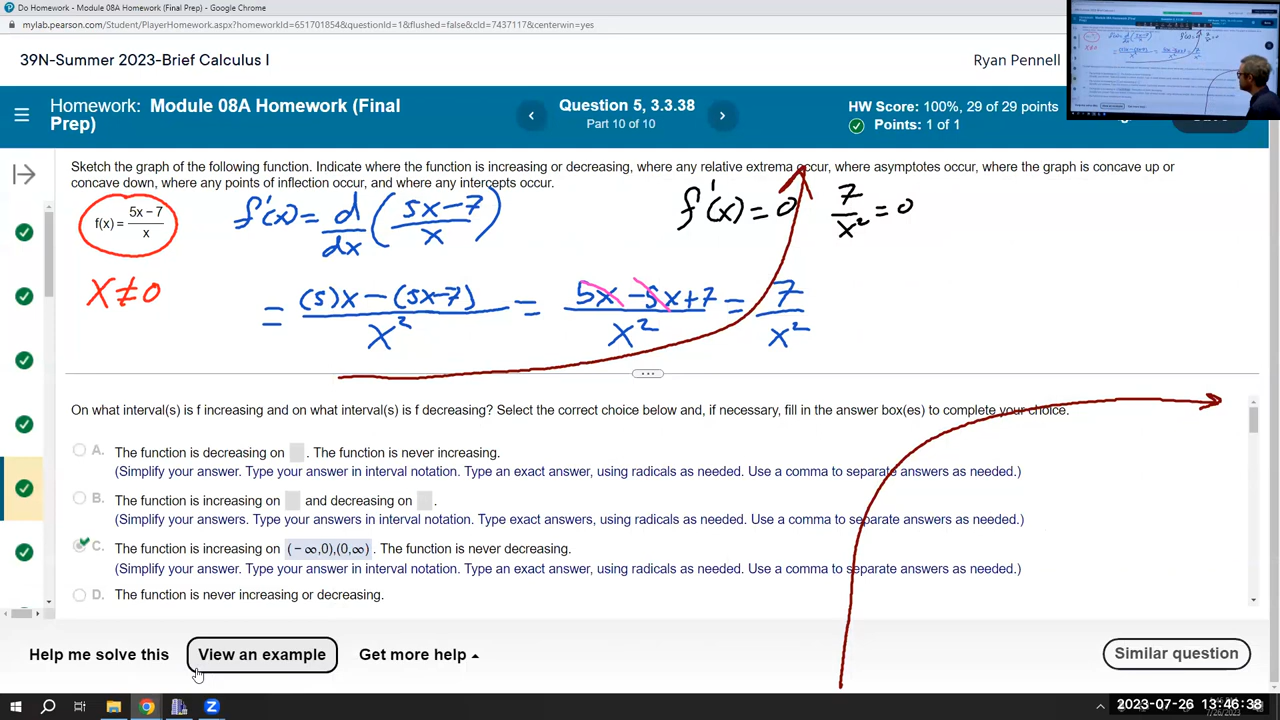 Do Homework - Module 08A Homework (Final Prep) - Google Chrome
mylab.pearson.com/Student/PlayerHomework.aspx?homeworkId=651701854&questionId=1&flushed=false&cId=7437117&
yes
39N-Summer 2023-Brief Calculus I
Ryan Pennell
Homework: Module 08A Homework (Final Prep)
Question 5, 3.3.38
Part 10 of 10
HW Score: 100%, 29 of 29 points
Points: 1 of 1
Sketch the graph of the following function. Indicate where the function is increasing or decreasing, where any relative extrema occur, where asymptotes occur, where the graph is concave up or
concave down, where any points of inflection occur, and where any intercepts occur.
f(x) = (5x − 7)/x
f'(x) = d/dx ((5x-7)/x)
f'(x) = 0 7/x² = 0
x ≠ 0
= ((5)x - (5x-7))/x² = (5x - 5x + 7)/x² = 7/x²
On what interval(s) is f increasing and on what interval(s) is f decreasing? Select the correct choice below and, if necessary, fill in the answer box(es) to complete your choice.
A. The function is decreasing on . The function is never increasing.
(Simplify your answer. Type your answer in interval notation. Type an exact answer, using radicals as needed. Use a comma to separate answers as needed.)
B. The function is increasing on and decreasing on .
(Simplify your answers. Type your answers in interval notation. Type exact answers, using radicals as needed. Use a comma to separate answers as needed.)
C. The function is increasing on (−∞,0),(0,∞). The function is never decreasing.
(Simplify your answer. Type your answer in interval notation. Type an exact answer, using radicals as needed. Use a comma to separate answers as needed.)
D. The function is never increasing or decreasing.
Help me solve this
View an example
Get more help
Similar question
2023-07-26 13:46:38